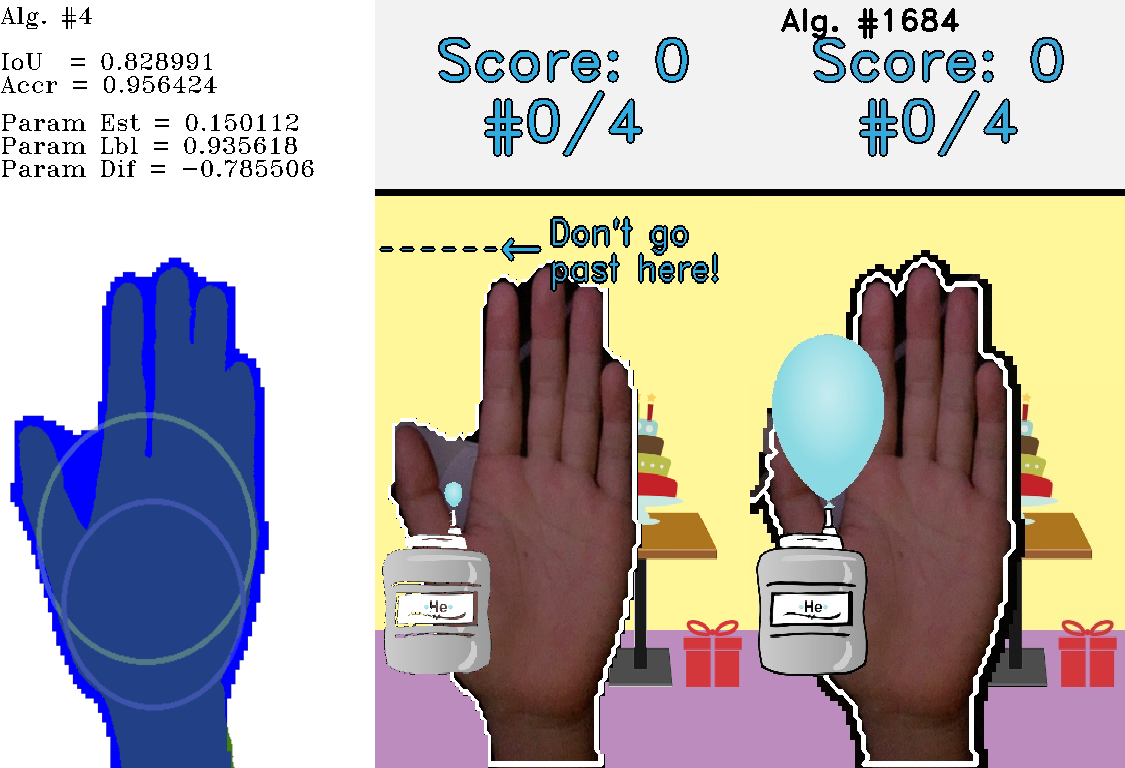 Alg. #4
IoU = 0.828991
Accr = 0.956424
Param Est = 0.150112
Param Lbl = 0.935618
Param Dif = −0.785506
Score: 0
#0/4
Don't go
past here!
He
Alg. #1684
Score: 0
#0/4
He